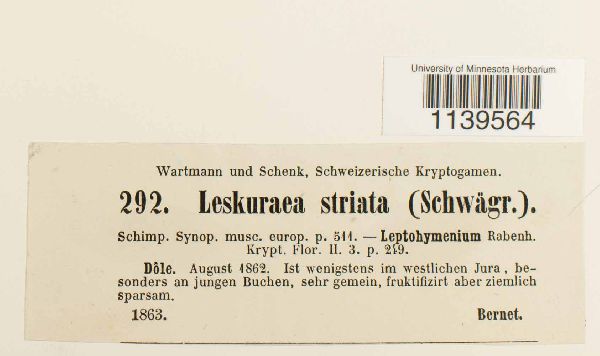 University of Minnesota Herbarium
1139564
Wartmann und Schenk, Schweizerische Kryptogamen.
292. Leskuraea striata (Schwägr.).
Schimp. Synop. musc. europ. p. 511. — Leptohymenium Rabenh.
Krypt. Flor. II. 3. p. 219.
Dôle. August 1862. Ist wenigstens im westlichen Jura, be-
sonders an jungen Buchen, sehr gemein, fruktifizirt aber ziemlich
sparsam.
1863. Bernet.